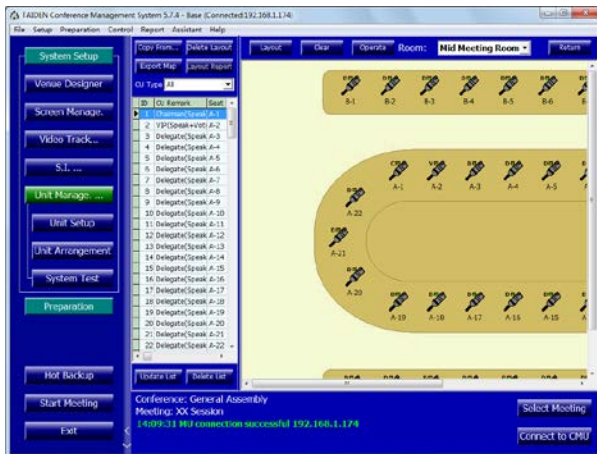 TAIDEN Conference Management System 5.7.4 - Base (Connected:192.168.1.174)
File Setup Preparation Control Report Assistant Help
System Setup
Venue Designer
Screen Manage.
Video Track...
S.I. ...
Unit Manage. ...
Unit Setup
Unit Arrangement
System Test
Preparation
Hot Backup
Start Meeting
Exit
Copy From... Delete Layout
Export Map Layout Report
CU Type All
ID CU Remark Seat
1 Chairman(Speak A-1
2 VIP(Speak+Vot A-2
3 Delegate(Speak A-3
4 Delegate(Speak A-4
5 Delegate(Speak A-5
6 Delegate(Speak A-6
7 Delegate(Speak A-7
8 Delegate(Speak A-8
9 Delegate(Speak A-9
10 Delegate(Speak A-10
11 Delegate(Speak A-11
12 Delegate(Speak A-12
13 Delegate(Speak A-13
14 Delegate(Speak A-14
15 Delegate(Speak A-15
16 Delegate(Speak A-16
17 Delegate(Speak A-17
18 Delegate(Speak A-18
19 Delegate(Speak A-19
20 Delegate(Speak A-20
21 Delegate(Speak A-21
22 Delegate(Speak A-22
Update List Delete List
Layout Clear Operate Room: Mid Meeting Room Return
B-1 B-2 B-3 B-4 B-5 B-6
A-1 A-2 A-3 A-4 A-5
A-22
A-21
A-20
A-19 A-18 A-17 A-16 A-15
Conference: General Assembly
Meeting: XX Session
14:09:31 MU connection successful 192.168.1.174
Select Meeting
Connect to CMU